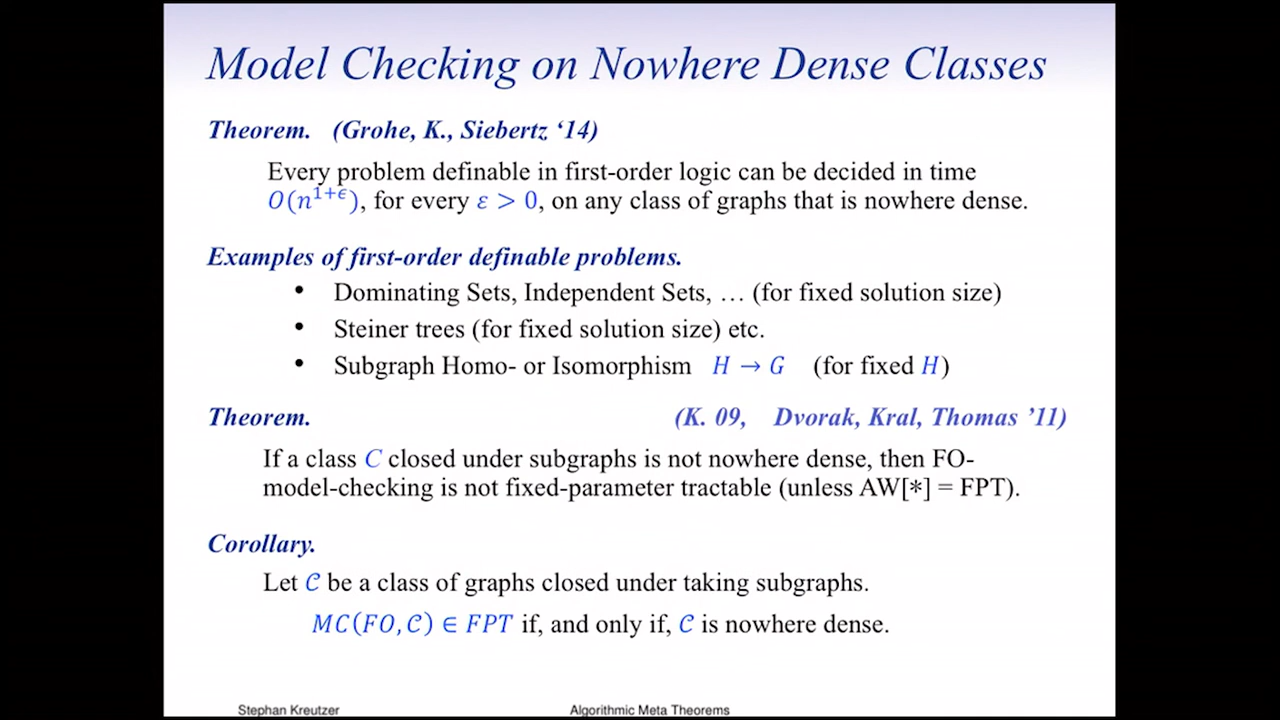 Model Checking on Nowhere Dense Classes
Theorem. (Grohe, K., Siebertz ‘14)
Every problem definable in first-order logic can be decided in time
O(n^{1+ϵ}), for every ε > 0, on any class of graphs that is nowhere dense.
Examples of first-order definable problems.
• Dominating Sets, Independent Sets, … (for fixed solution size)
• Steiner trees (for fixed solution size) etc.
• Subgraph Homo- or Isomorphism H → G (for fixed H)
Theorem. (K. 09, Dvorak, Kral, Thomas ’11)
If a class C closed under subgraphs is not nowhere dense, then FO-
model-checking is not fixed-parameter tractable (unless AW[*] = FPT).
Corollary.
Let 𝒞 be a class of graphs closed under taking subgraphs.
MC(FO, 𝒞) ∈ FPT if, and only if, 𝒞 is nowhere dense.
Stephan Kreutzer Algorithmic Meta Theorems